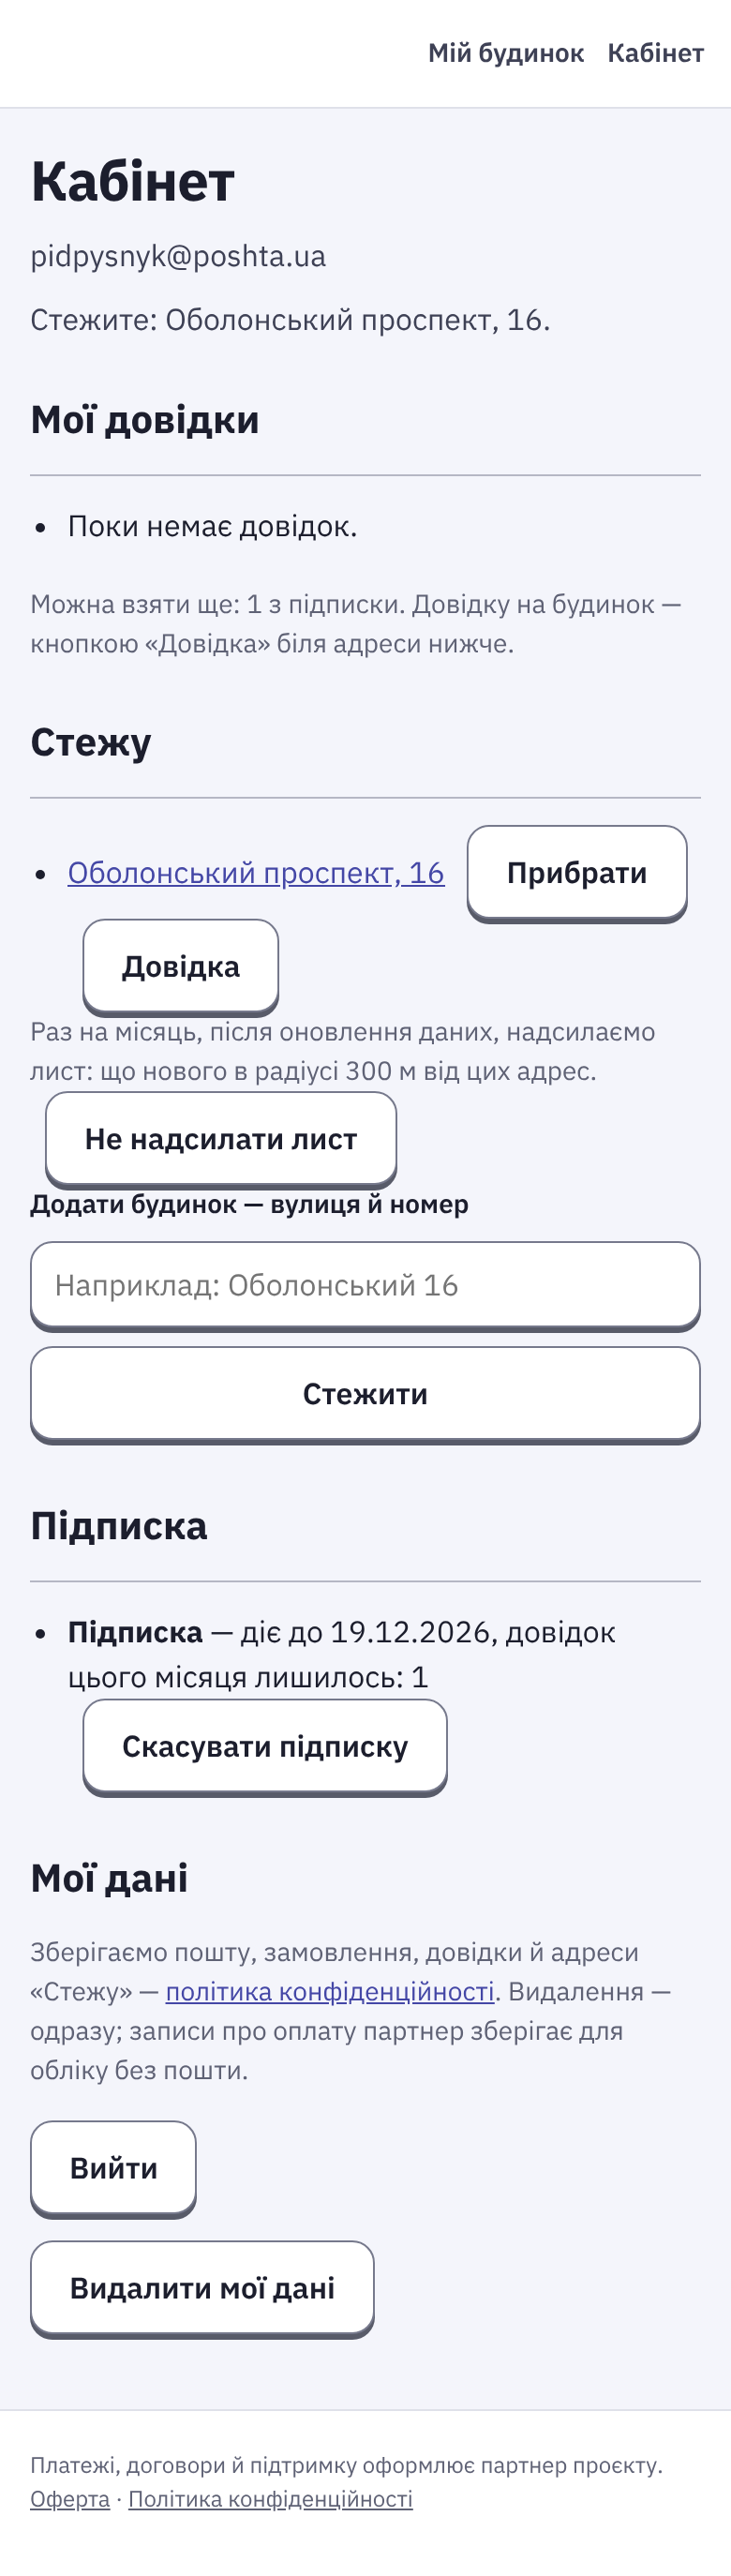 Мій будинок Кабінет
Кабінет
pidpysnyk@poshta.ua
Стежите: Оболонський проспект, 16.
Мої довідки
• Поки немає довідок.
Можна взяти ще: 1 з підписки. Довідку на будинок —
кнопкою «Довідка» біля адреси нижче.
Стежу
• Оболонський проспект, 16 Прибрати
Довідка
Раз на місяць, після оновлення даних, надсилаємо
лист: що нового в радіусі 300 м від цих адрес.
Не надсилати лист
Додати будинок — вулиця й номер
Наприклад: Оболонський 16
Стежити
Підписка
• Підписка — діє до 19.12.2026, довідок
цього місяця лишилось: 1
Скасувати підписку
Мої дані
Зберігаємо пошту, замовлення, довідки й адреси
«Стежу» — політика конфіденційності. Видалення —
одразу; записи про оплату партнер зберігає для
обліку без пошти.
Вийти
Видалити мої дані
Платежі, договори й підтримку оформлює партнер проєкту.
Оферта · Політика конфіденційності